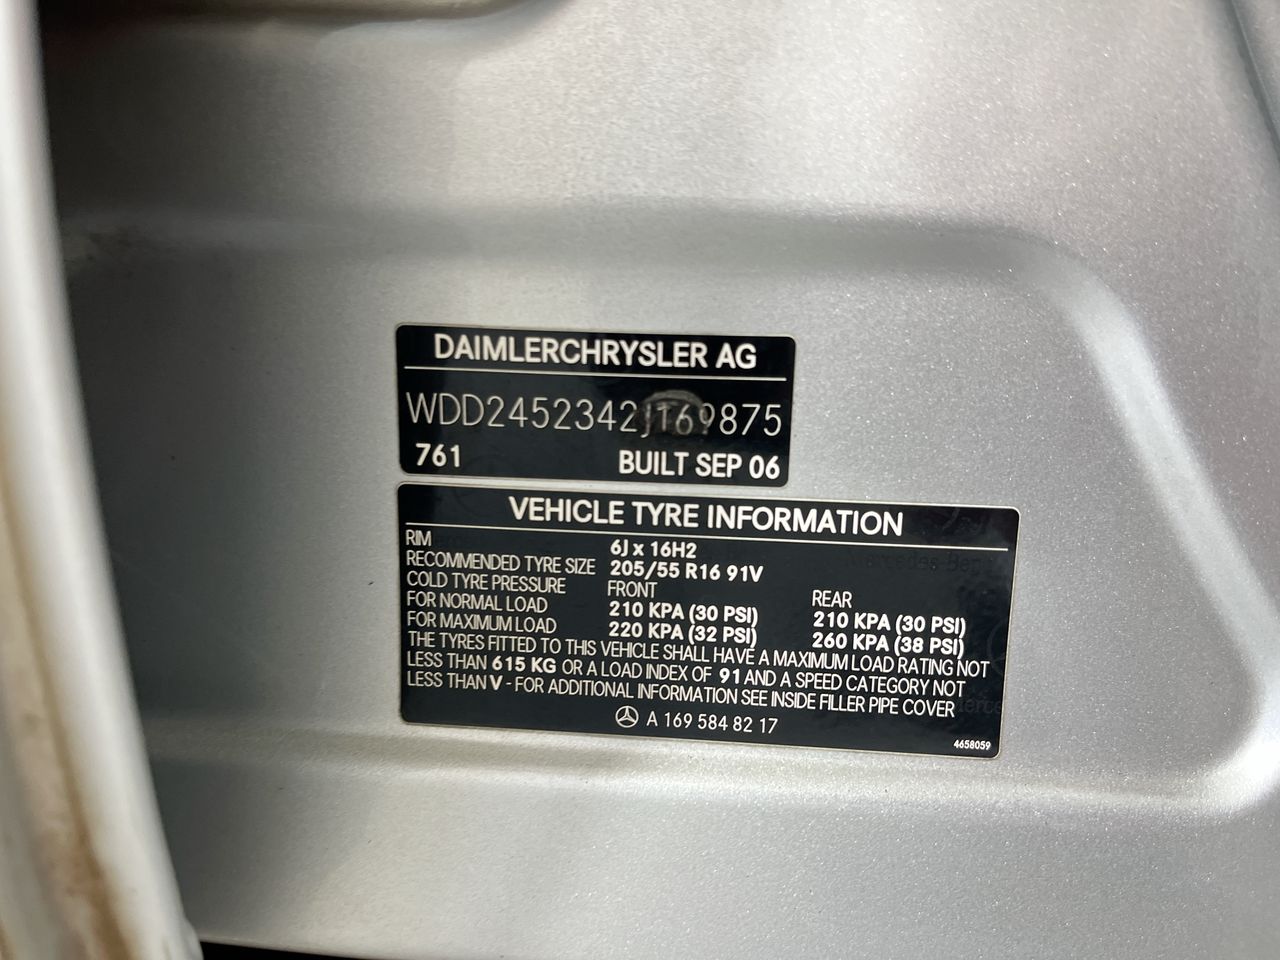 DAIMLERCHRYSLER AG
WDD2452342J169875
761 BUILT SEP 06
VEHICLE TYRE INFORMATION
RIM 6J x 16H2
RECOMMENDED TYRE SIZE 205/55 R16 91V
COLD TYRE PRESSURE FRONT REAR
FOR NORMAL LOAD 210 KPA (30 PSI) 210 KPA (30 PSI)
FOR MAXIMUM LOAD 220 KPA (32 PSI) 260 KPA (38 PSI)
THE TYRES FITTED TO THIS VEHICLE SHALL HAVE A MAXIMUM LOAD RATING NOT
LESS THAN 615 KG OR A LOAD INDEX OF 91 AND A SPEED CATEGORY NOT
LESS THAN V - FOR ADDITIONAL INFORMATION SEE INSIDE FILLER PIPE COVER
A 169 584 82 17
4658059